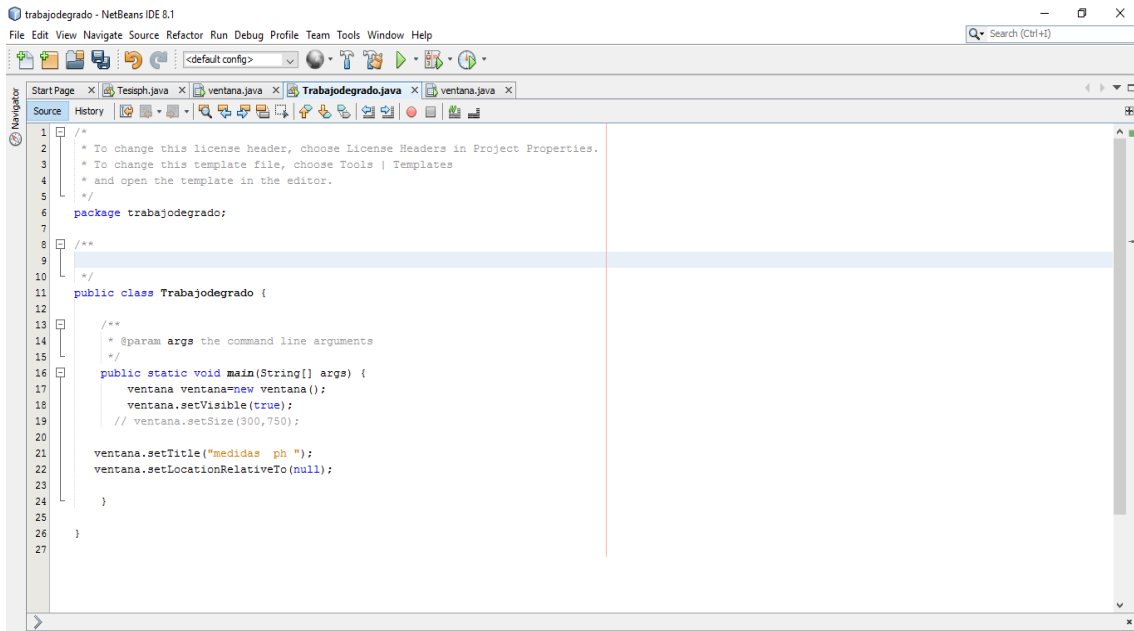 trabajodegrado - NetBeans IDE 8.1
File Edit View Navigate Source Refactor Run Debug Profile Team Tools Window Help
Search (Ctrl+I)
<default config>
Start Page Tesisph.java ventana.java Trabajodegrado.java ventana.java
Navigator
Source History
1 /*
2 * To change this license header, choose License Headers in Project Properties.
3 * To change this template file, choose Tools | Templates
4 * and open the template in the editor.
5 */
6 package trabajodegrado;
7
8 /**
9
10 */
11 public class Trabajodegrado {
12
13 /**
14 * @param args the command line arguments
15 */
16 public static void main(String[] args) {
17 ventana ventana=new ventana();
18 ventana.setVisible(true);
19 // ventana.setSize(300,750);
20
21 ventana.setTitle("medidas  ph ");
22 ventana.setLocationRelativeTo(null);
23
24 }
25
26 }
27